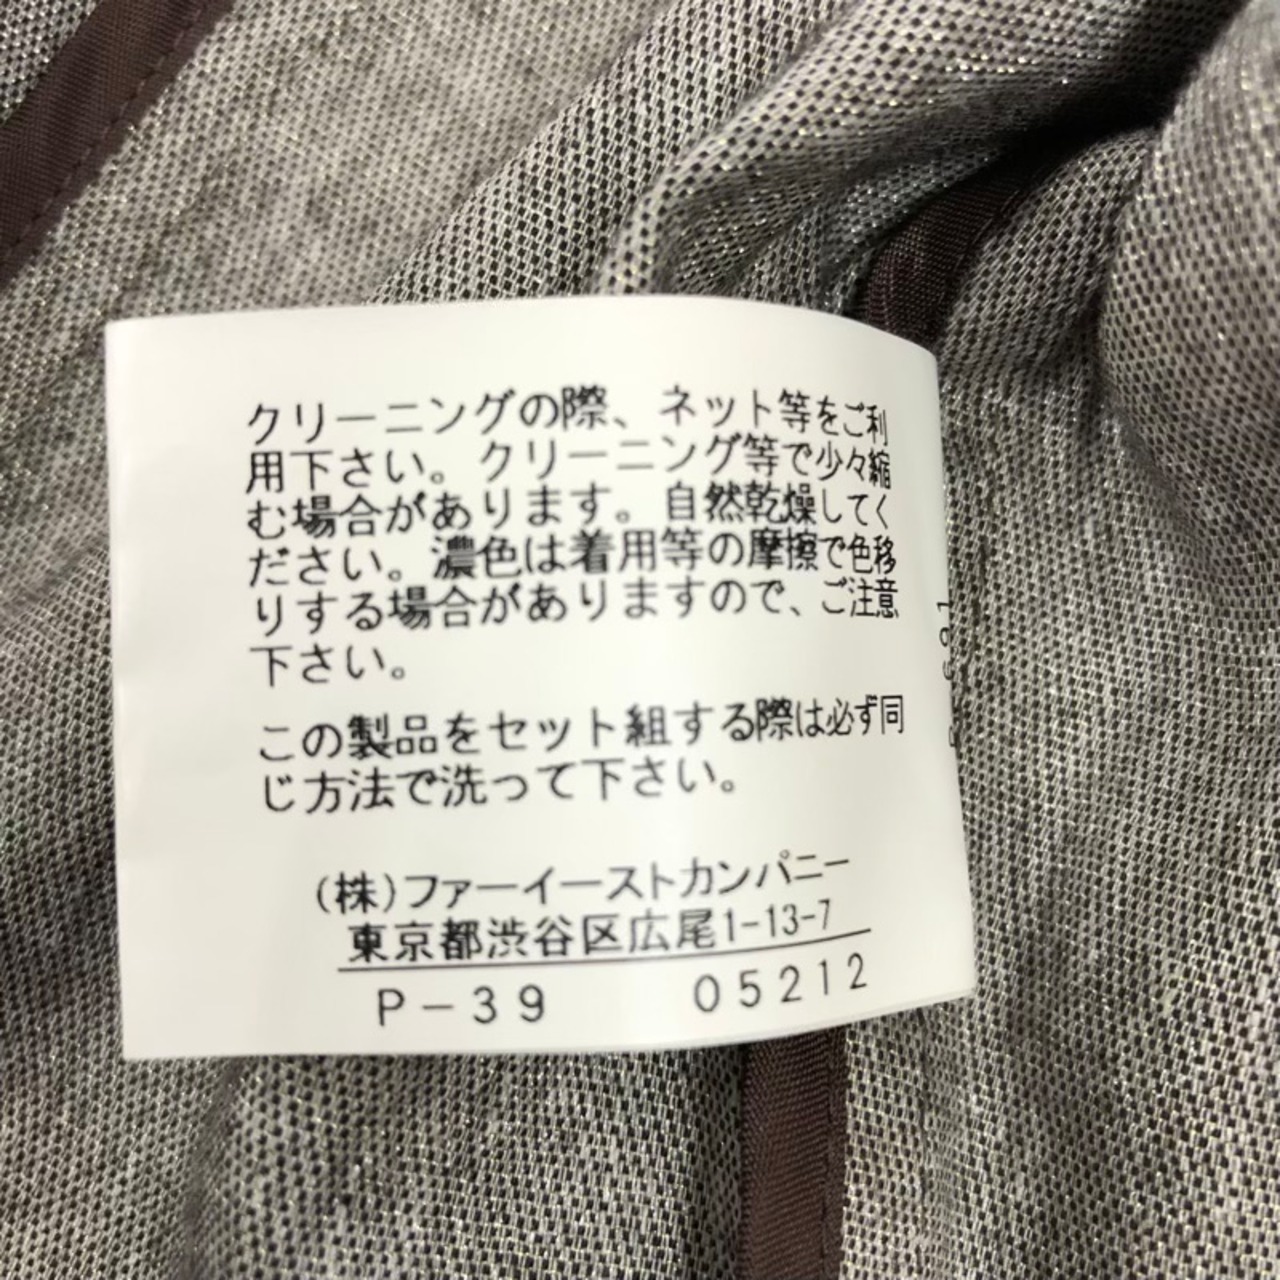 クリーニングの際、ネット等をご利
用下さい。クリーニング等で少々縮
む場合があります。自然乾燥してく
ださい。濃色は着用等の摩擦で色移
りする場合がありますので、ご注意
下さい。
この製品をセット組する際は必ず同
じ方法で洗って下さい。
(株)ファーイーストカンパニー
東京都渋谷区広尾1-13-7
P-39 05212